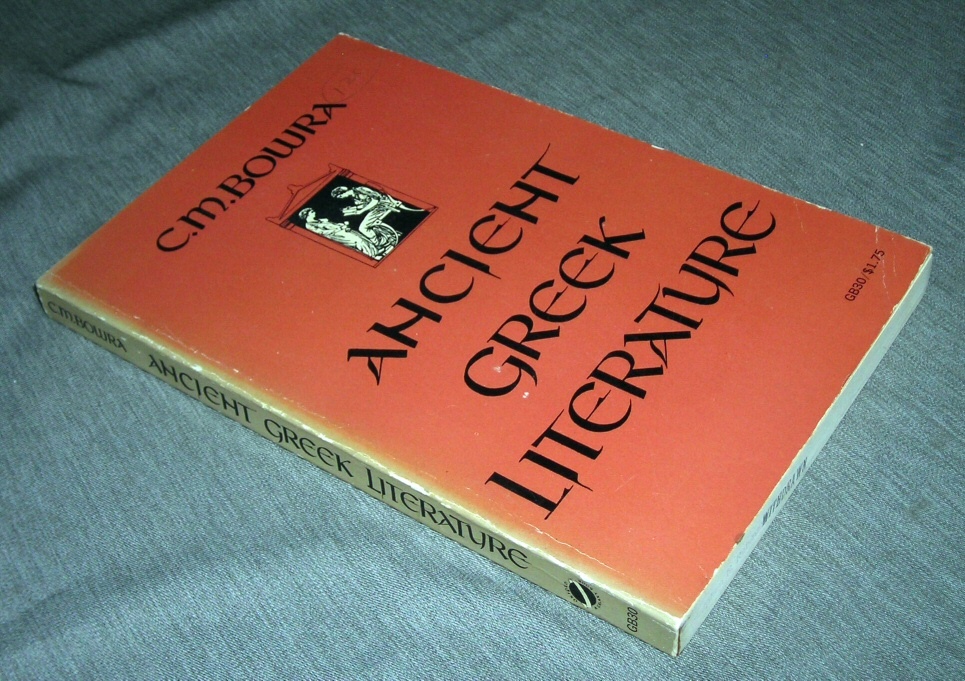 C.M.BOWRA
ANCIENT
GREEK
LITERATURE
GB30/$1.75
C.M.BOWRA ANCIENT GREEK LITERATURE GB30